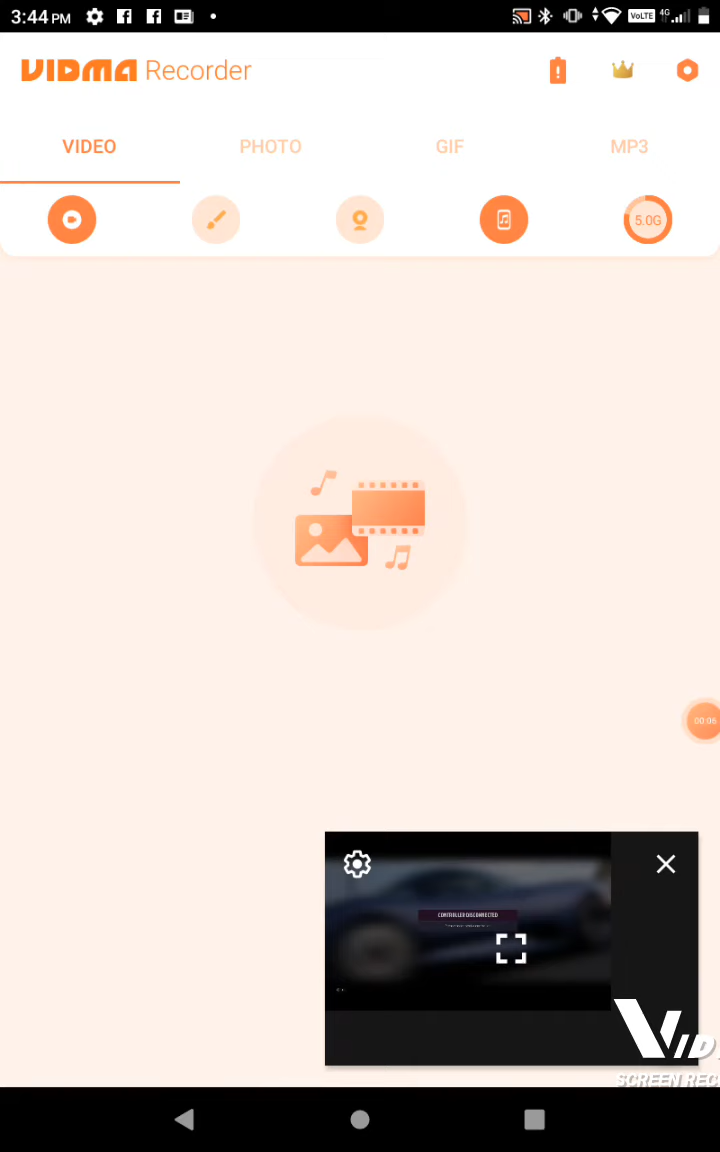 3:44 PM
VoLTE 4G
VIDMA Recorder
VIDEO PHOTO GIF MP3
5.0G
00:06
CONTROLLER DISCONNECTED
VID
SCREEN REC